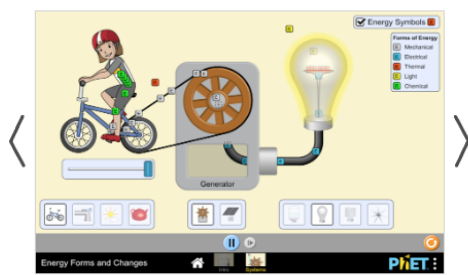 Energy Symbols E
Forms of Energy
E Mechanical
E Electrical
E Thermal
E Light
E Chemical
Generator
Energy Forms and Changes
Intro
Systems
PhET